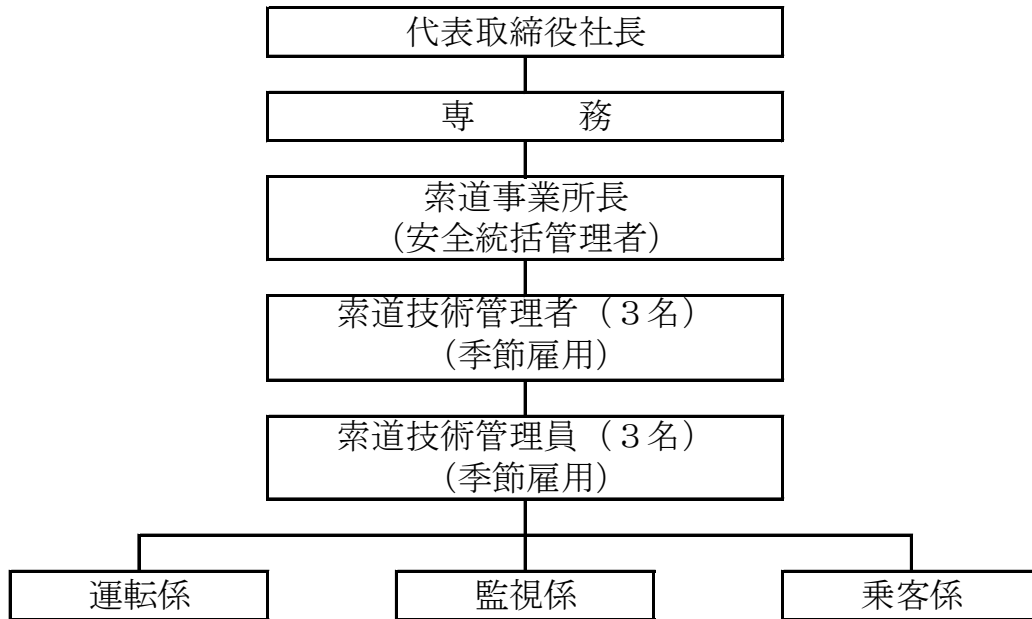 代表取締役社長
専　　　務
索道事業所長
(安全統括管理者)
索道技術管理者（３名）
(季節雇用)
索道技術管理員（３名）
(季節雇用)
運転係
監視係
乗客係